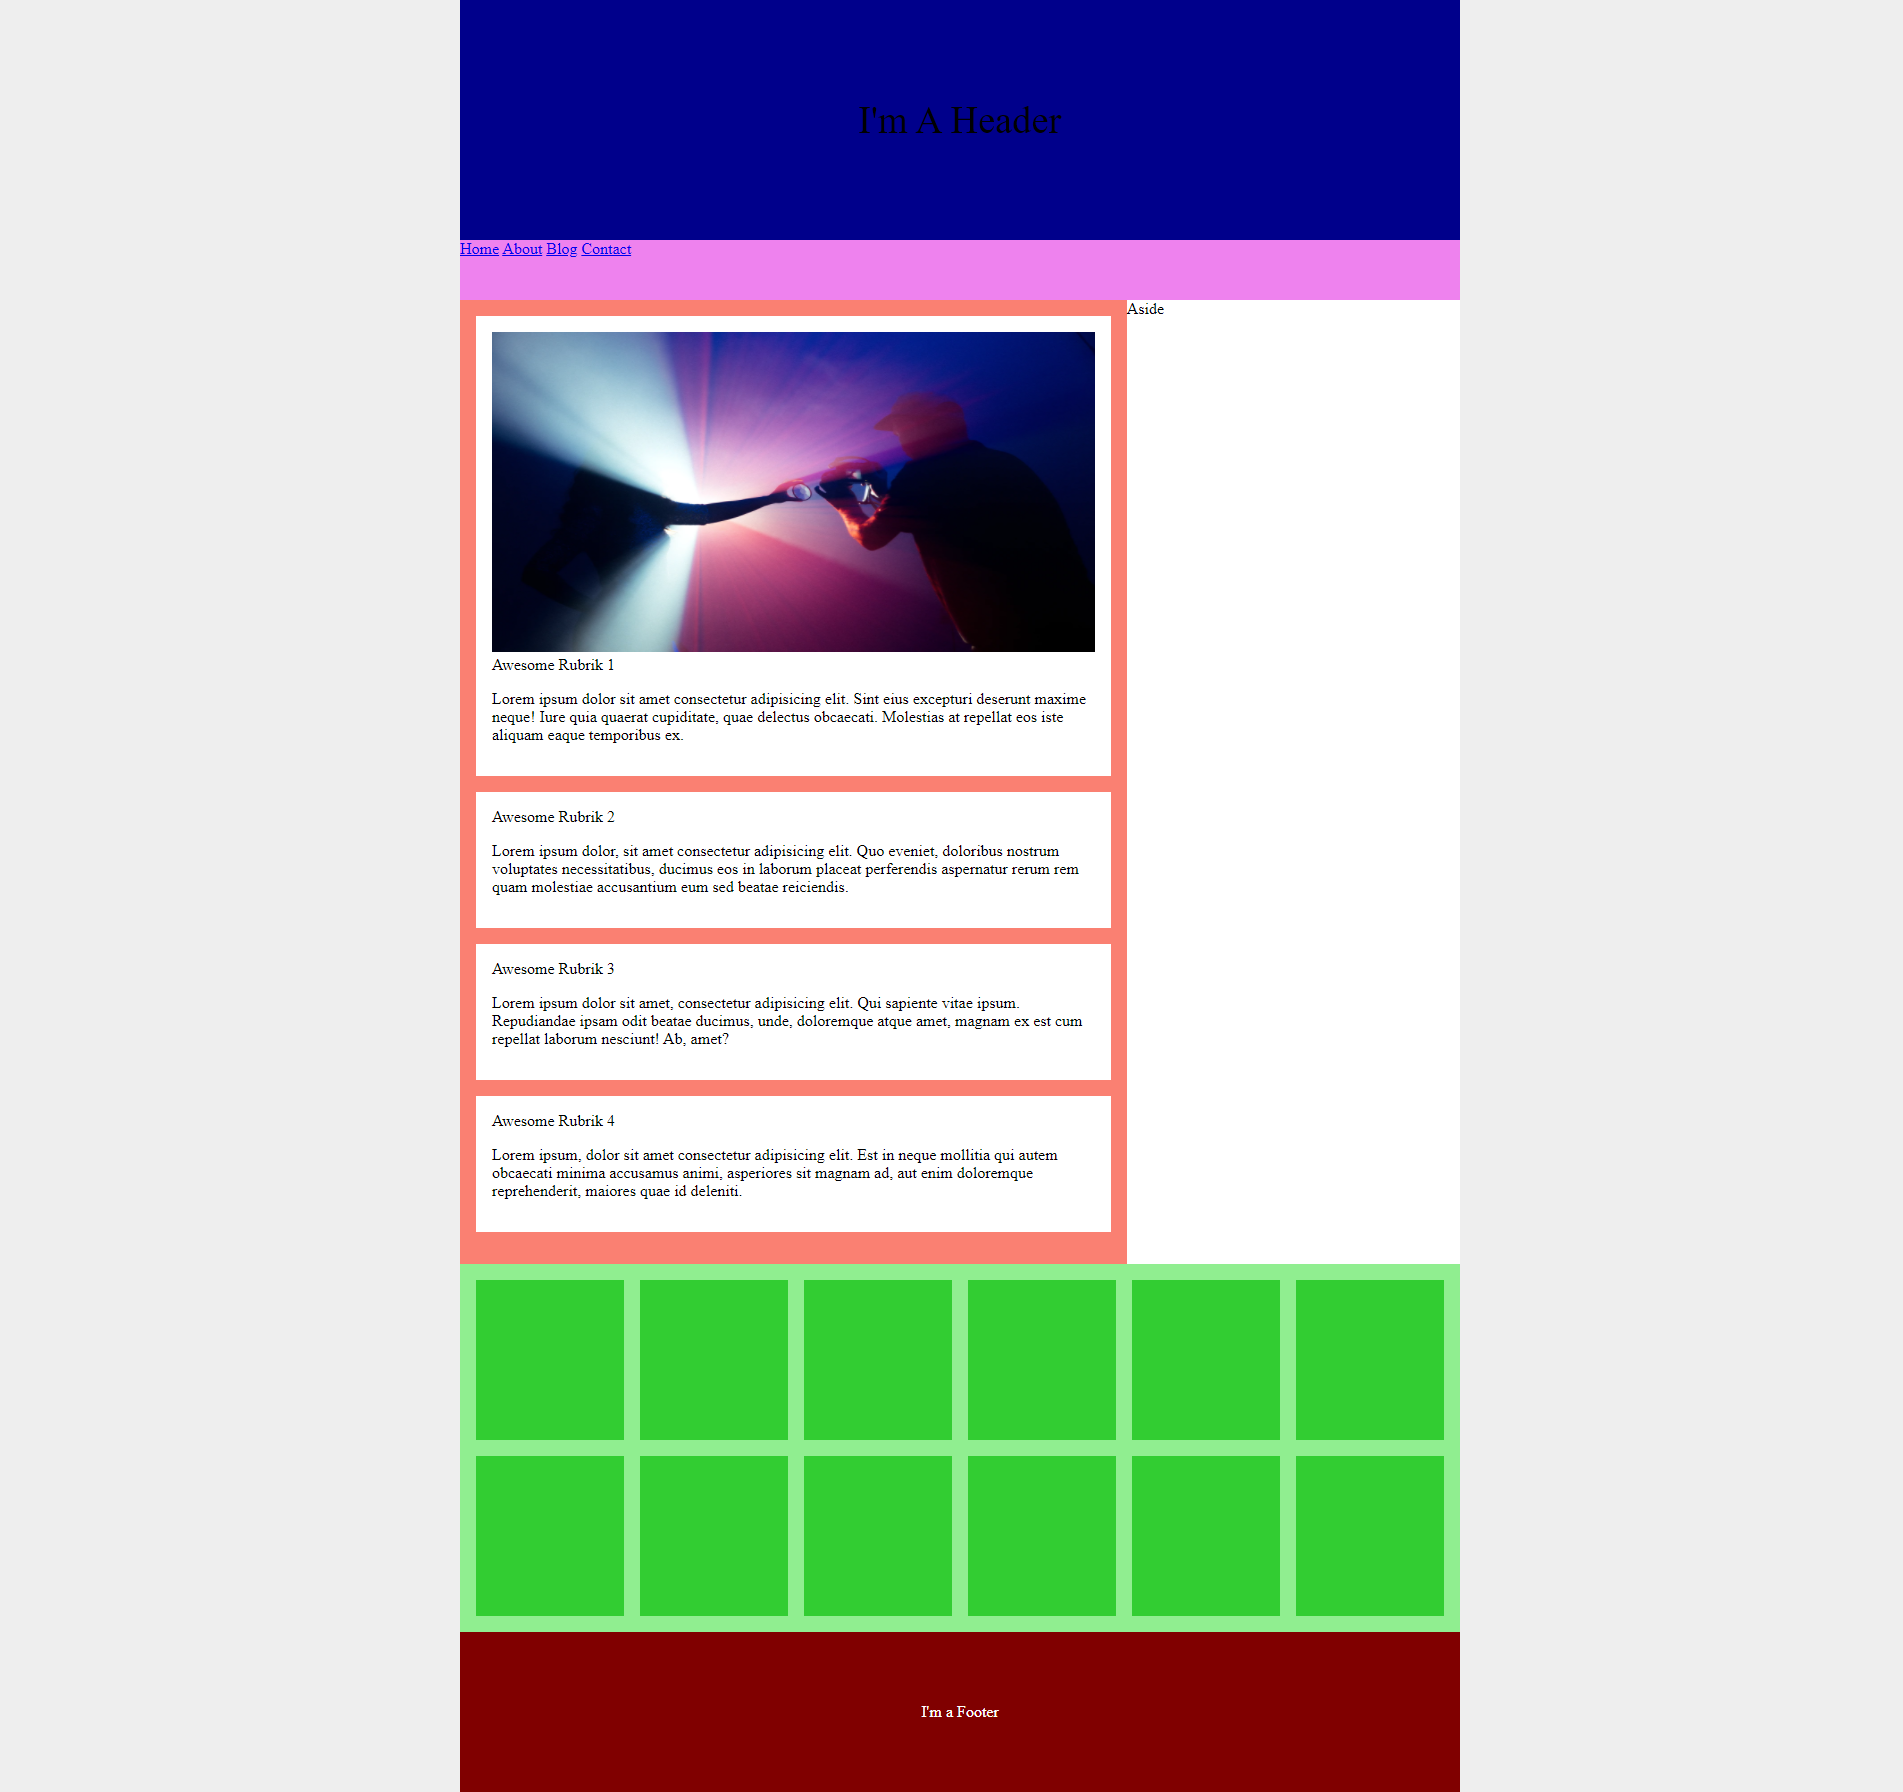 I'm A Header
Home About Blog Contact
Aside
Awesome Rubrik 1
Lorem ipsum dolor sit amet consectetur adipisicing elit. Sint eius excepturi deserunt maxime
neque! Iure quia quaerat cupiditate, quae delectus obcaecati. Molestias at repellat eos iste
aliquam eaque temporibus ex.
Awesome Rubrik 2
Lorem ipsum dolor, sit amet consectetur adipisicing elit. Quo eveniet, doloribus nostrum
voluptates necessitatibus, ducimus eos in laborum placeat perferendis aspernatur rerum rem
quam molestiae accusantium eum sed beatae reiciendis.
Awesome Rubrik 3
Lorem ipsum dolor sit amet, consectetur adipisicing elit. Qui sapiente vitae ipsum.
Repudiandae ipsam odit beatae ducimus, unde, doloremque atque amet, magnam ex est cum
repellat laborum nesciunt! Ab, amet?
Awesome Rubrik 4
Lorem ipsum, dolor sit amet consectetur adipisicing elit. Est in neque mollitia qui autem
obcaecati minima accusamus animi, asperiores sit magnam ad, aut enim doloremque
reprehenderit, maiores quae id deleniti.
I'm a Footer